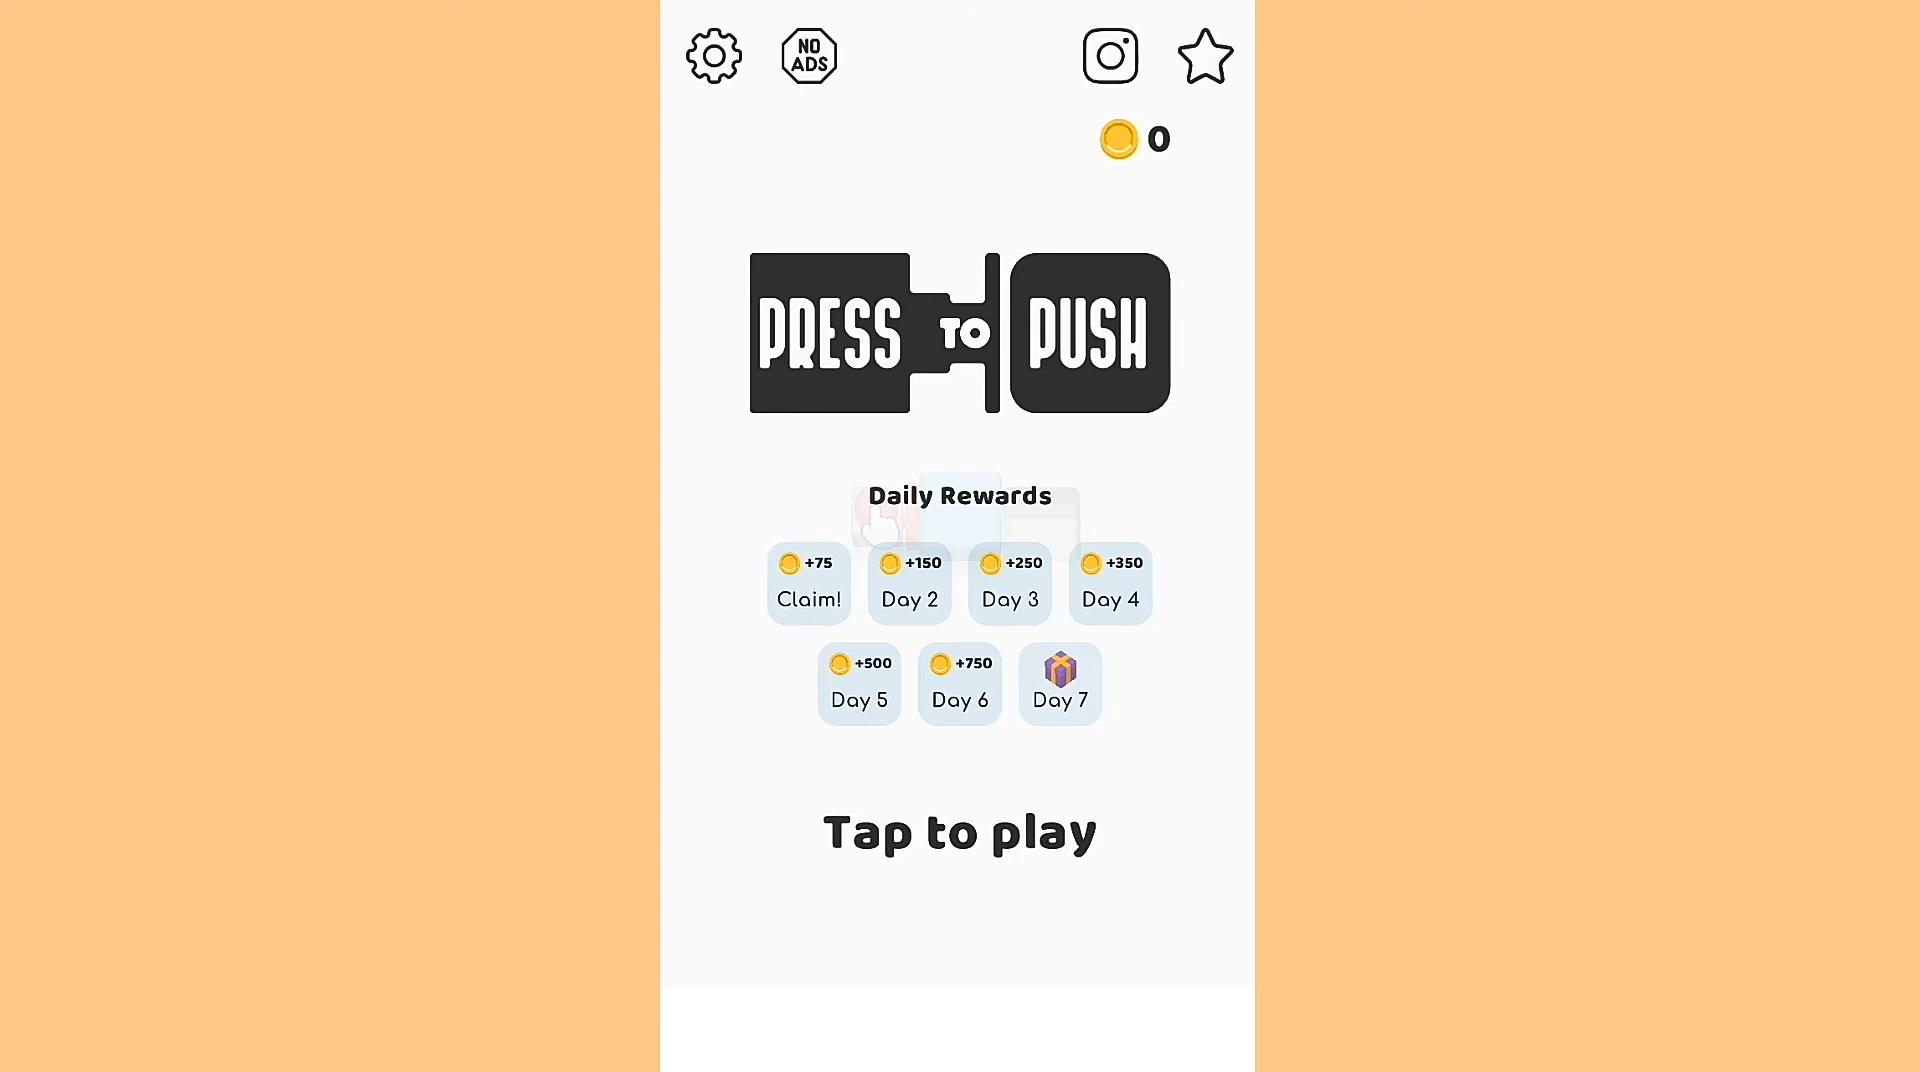 NO
ADS
0
PRESS TO PUSH
Daily Rewards
+75 +150 +250 +350
Claim! Day 2 Day 3 Day 4
+500 +750
Day 5 Day 6 Day 7
Tap to play